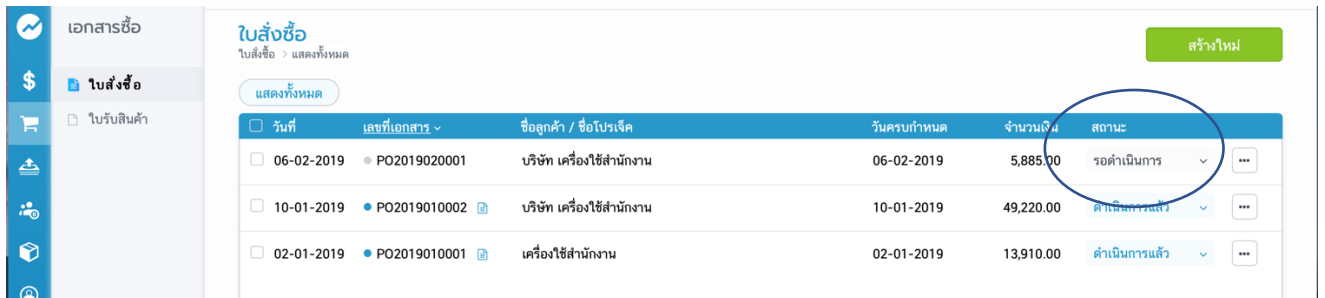 เอกสารซื้อ
ใบสั่งซื้อ
ใบรับสินค้า
ใบสั่งซื้อ
ใบสั่งซื้อ > แสดงทั้งหมด
สร้างใหม่
แสดงทั้งหมด
วันที่ เลขที่เอกสาร ชื่อลูกค้า / ชื่อโปรเจ็ค วันครบกำหนด จำนวนเงิน สถานะ
06-02-2019 PO2019020001 บริษัท เครื่องใช้สำนักงาน 06-02-2019 5,885.00 รอดำเนินการ
10-01-2019 PO2019010002 บริษัท เครื่องใช้สำนักงาน 10-01-2019 49,220.00 ดำเนินการแล้ว
02-01-2019 PO2019010001 เครื่องใช้สำนักงาน 02-01-2019 13,910.00 ดำเนินการแล้ว